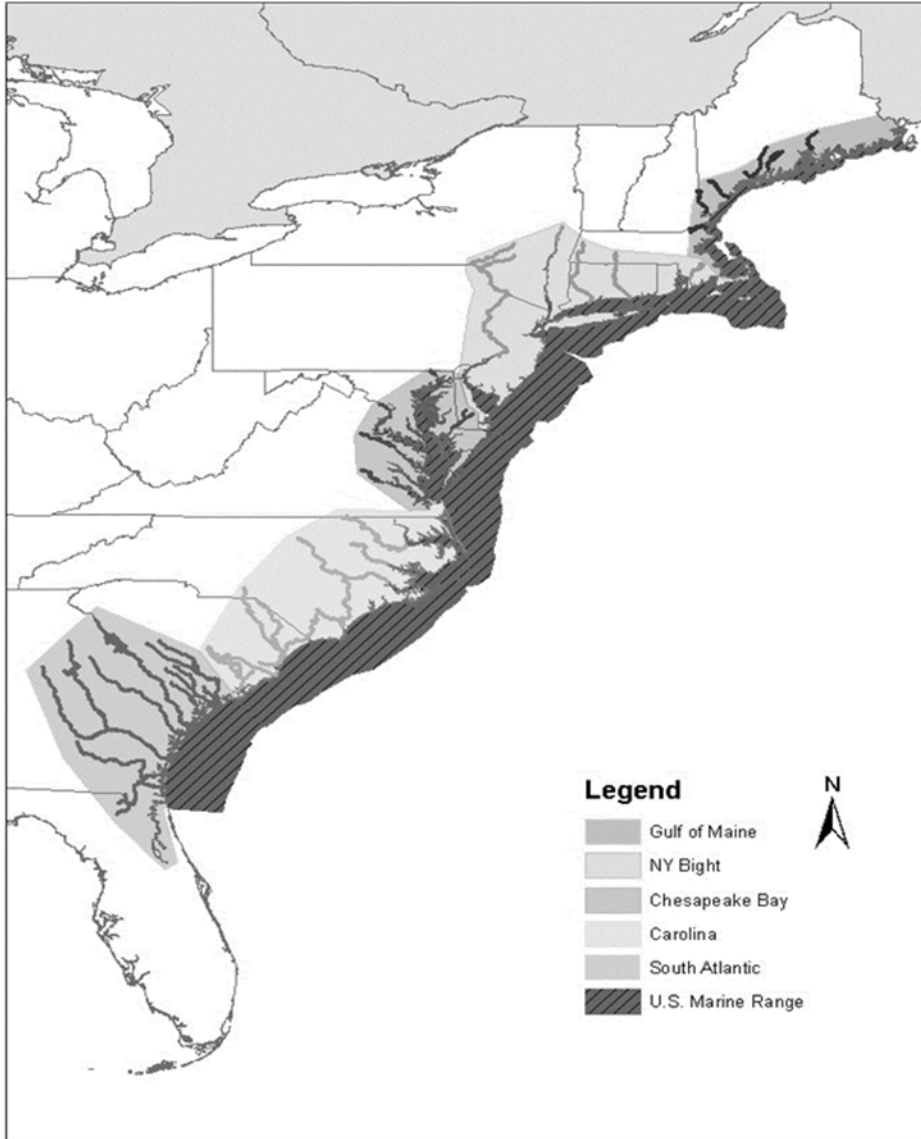 N
Legend
Gulf of Maine
NY Bight
Chesapeake Bay
Carolina
South Atlantic
U.S. Marine Range